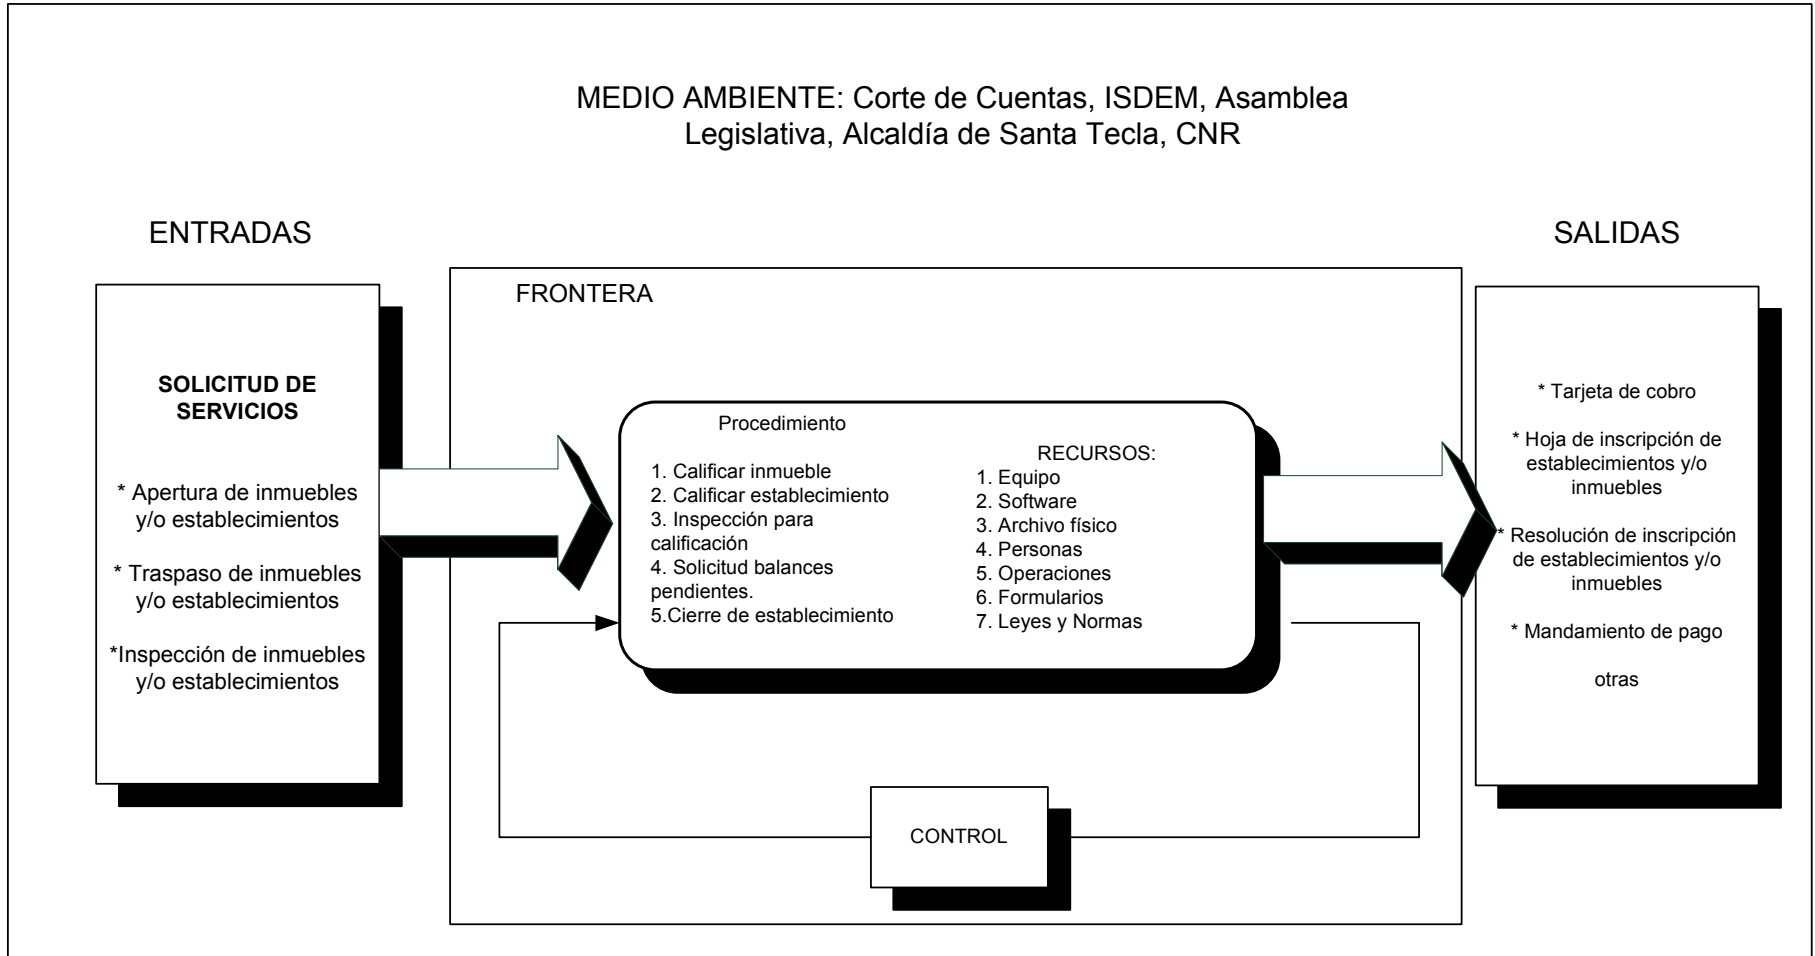 MEDIO AMBIENTE: Corte de Cuentas, ISDEM, Asamblea
Legislativa, Alcaldía de Santa Tecla, CNR
ENTRADAS
SOLICITUD DE
SERVICIOS
* Apertura de inmuebles
y/o establecimientos
* Traspaso de inmuebles
y/o establecimientos
*Inspección de inmuebles
y/o establecimientos
FRONTERA
Procedimiento
1. Calificar inmueble
2. Calificar establecimiento
3. Inspección para
calificación
4. Solicitud balances
pendientes.
5.Cierre de establecimiento
RECURSOS:
1. Equipo
2. Software
3. Archivo físico
4. Personas
5. Operaciones
6. Formularios
7. Leyes y Normas
CONTROL
SALIDAS
* Tarjeta de cobro
* Hoja de inscripción de
establecimientos y/o
inmuebles
* Resolución de inscripción
de establecimientos y/o
inmuebles
* Mandamiento de pago
otras